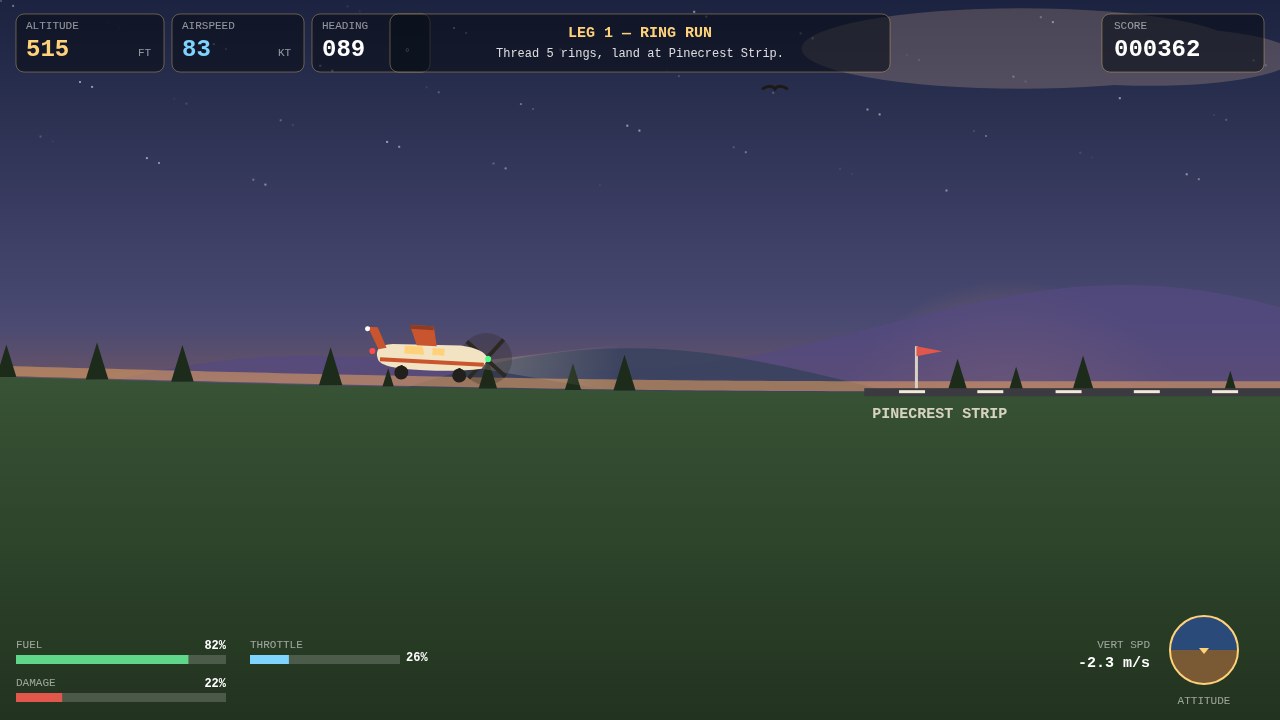 ALTITUDE
515 FT
AIRSPEED
83 KT
HEADING
089
LEG 1 — RING RUN
Thread 5 rings, land at Pinecrest Strip.
SCORE
000362
PINECREST STRIP
FUEL 82%
THROTTLE
26%
DAMAGE 22%
VERT SPD
-2.3 m/s
ATTITUDE